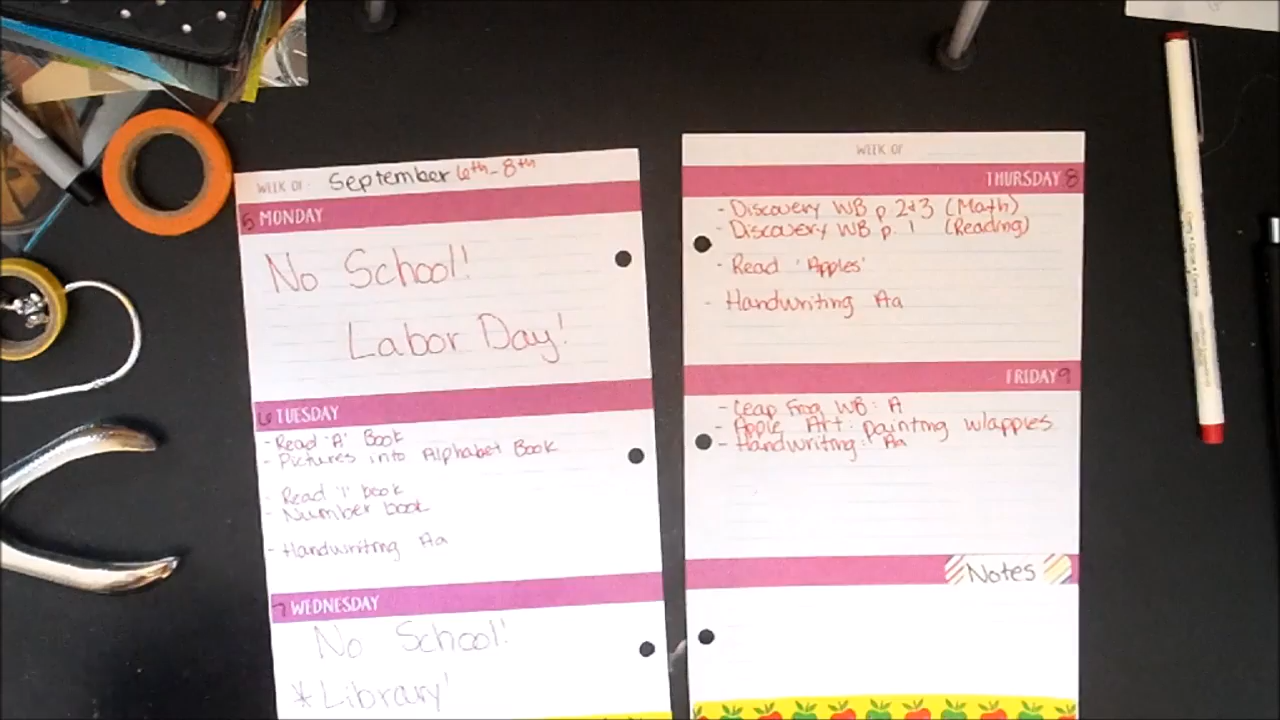 WEEK OF: September 6th-8th
5 MONDAY
No School!
Labor Day!
6 TUESDAY
- Read 'A' Book
- Pictures into Alphabet Book
- Read '1' book
- Number book
- Handwriting Aa
7 WEDNESDAY
No School!
* Library!
WEEK OF
THURSDAY 8
- Discovery WB p 2+3 (Math)
- Discovery WB p. 1 (Reading)
- Read 'Apples'
- Handwriting Aa
FRIDAY 9
- Leap Frog WB: A
- Apple Art: painting w/apples
- Handwriting: Aa
Notes